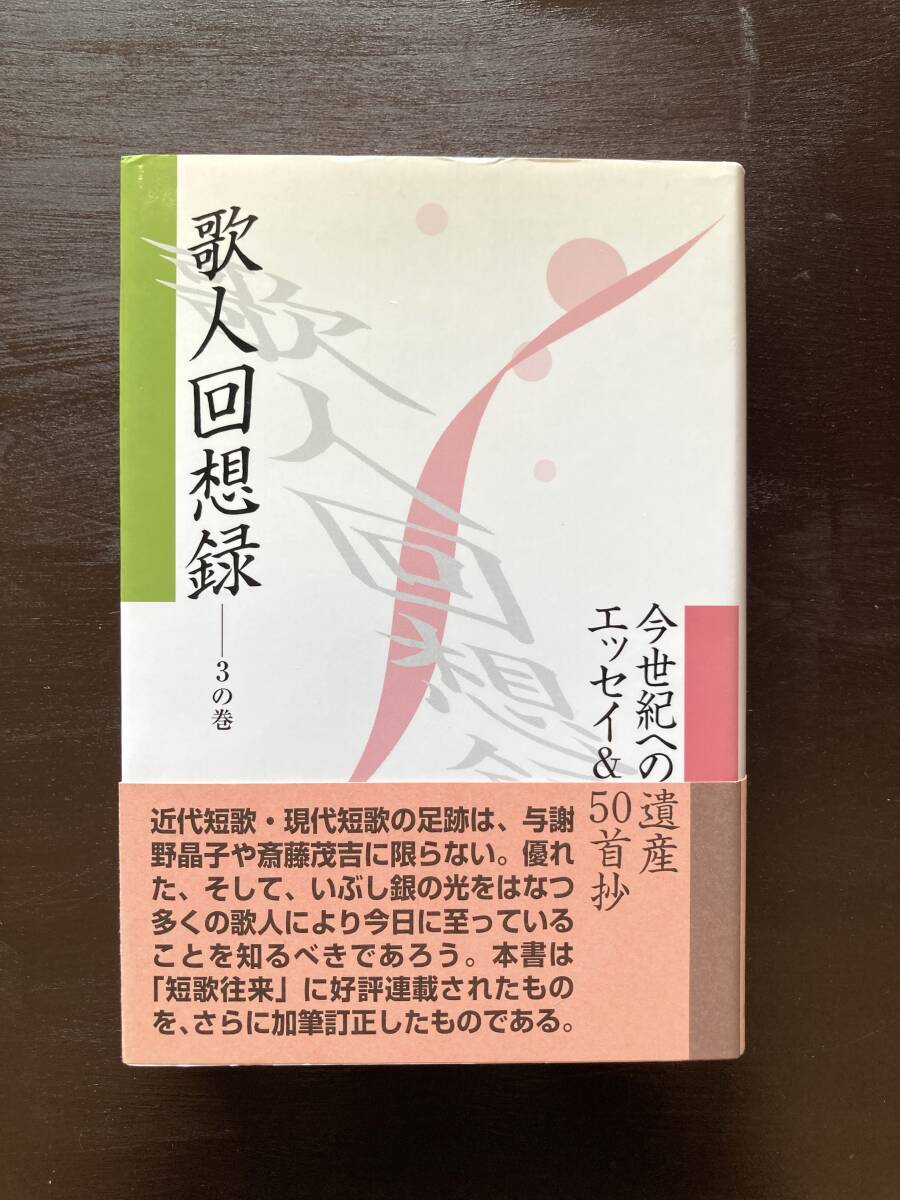 歌人回想録
3の巻
今世紀への遺産
エッセイ&50首抄
近代短歌・現代短歌の足跡は、与謝
野晶子や斎藤茂吉に限らない。優れ
た、そして、いぶし銀の光をはなつ
多くの歌人により今日に至っている
ことを知るべきであろう。本書は
「短歌往来」に好評連載されたもの
を、さらに加筆訂正したものである。
歌人回想